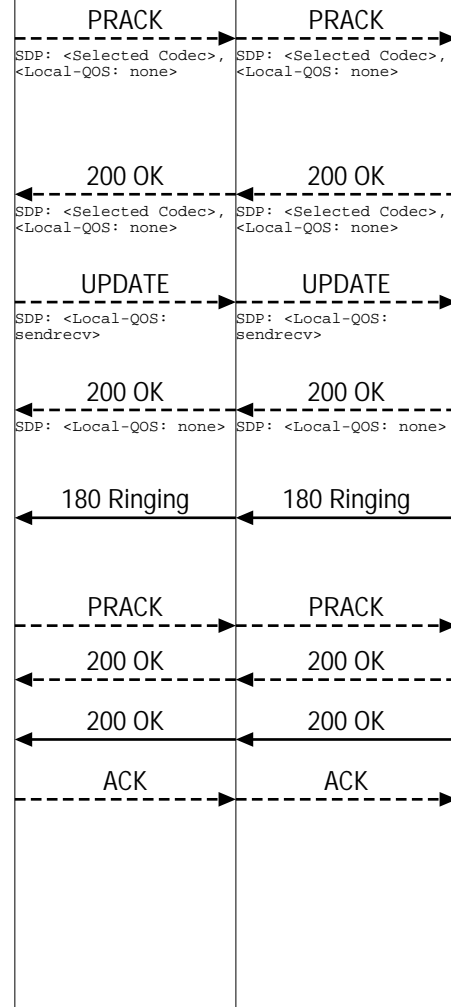 PRACK PRACK
SDP: <Selected Codec>, SDP: <Selected Codec>,
<Local-QOS: none> <Local-QOS: none>
200 OK 200 OK
SDP: <Selected Codec>, SDP: <Selected Codec>,
<Local-QOS: none> <Local-QOS: none>
UPDATE UPDATE
SDP: <Local-QOS: SDP: <Local-QOS:
sendrecv> sendrecv>
200 OK 200 OK
SDP: <Local-QOS: none> SDP: <Local-QOS: none>
180 Ringing 180 Ringing
PRACK PRACK
200 OK 200 OK
200 OK 200 OK
ACK ACK